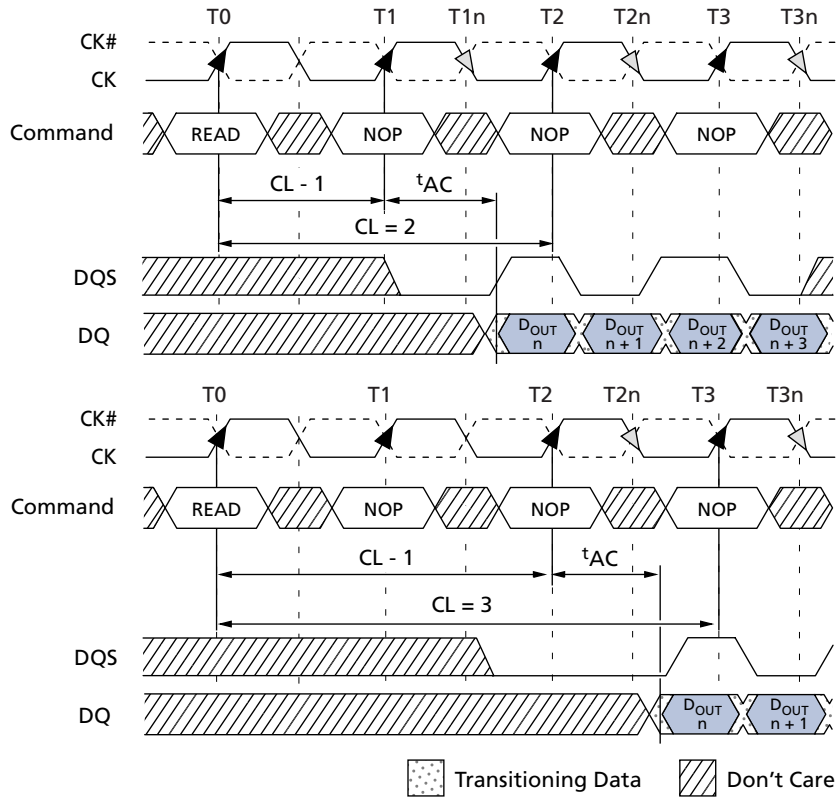 T0 T1 T1n T2 T2n T3 T3n
CK#
CK
Command READ NOP NOP NOP
CL - 1 tAC
CL = 2
DQS
DQ DOUT n DOUT n + 1 DOUT n + 2 DOUT n + 3
T0 T1 T2 T2n T3 T3n
CK#
CK
Command READ NOP NOP NOP
CL - 1 tAC
CL = 3
DQS
DQ DOUT n DOUT n + 1
Transitioning Data Don't Care